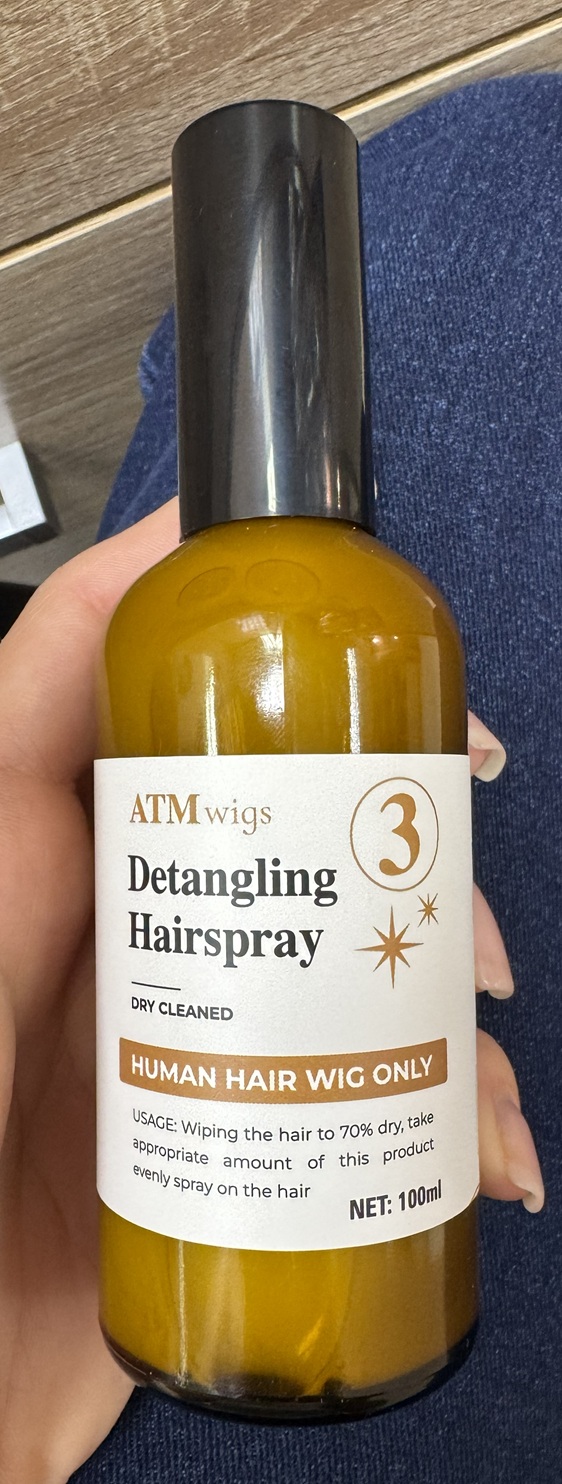 ATMwigs
3
Detangling
Hairspray
DRY CLEANED
HUMAN HAIR WIG ONLY
USAGE: Wiping the hair to 70% dry, take
appropriate amount of this product
evenly spray on the hair
NET: 100ml